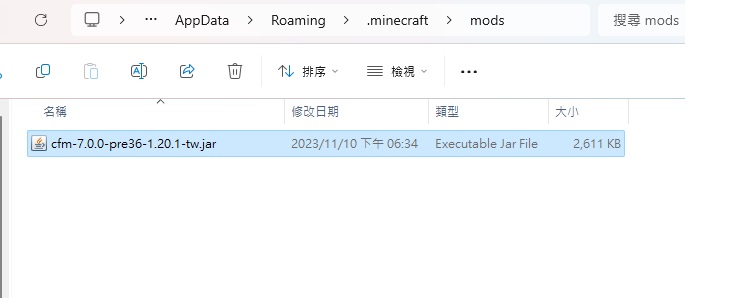 AppData > Roaming > .minecraft > mods 搜尋 mods
排序 檢視
名稱 修改日期 類型 大小
cfm-7.0.0-pre36-1.20.1-tw.jar 2023/11/10 下午 06:34 Executable Jar File 2,611 KB